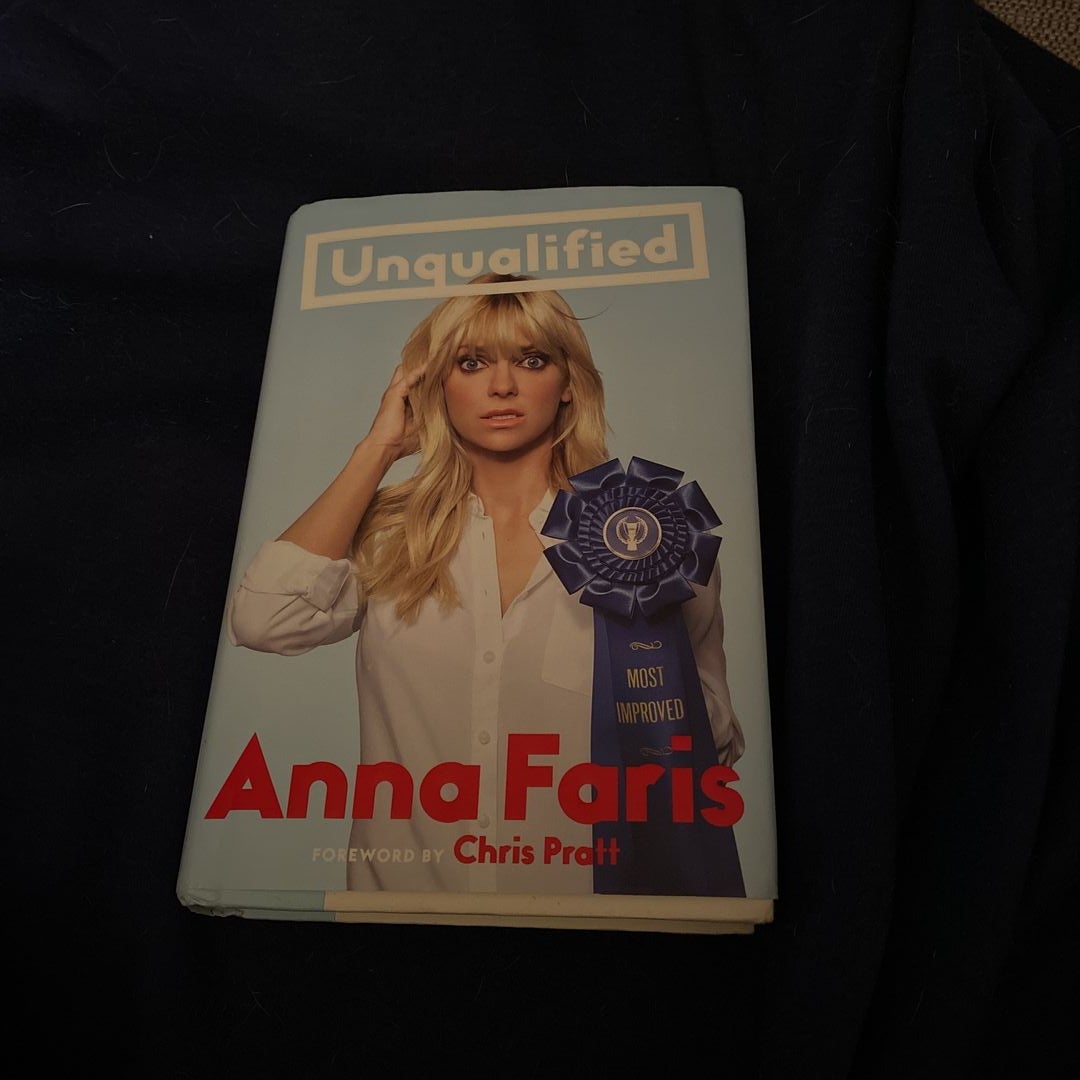 Unqualified
MOST
IMPROVED
Anna Faris
FOREWORD BY Chris Pratt